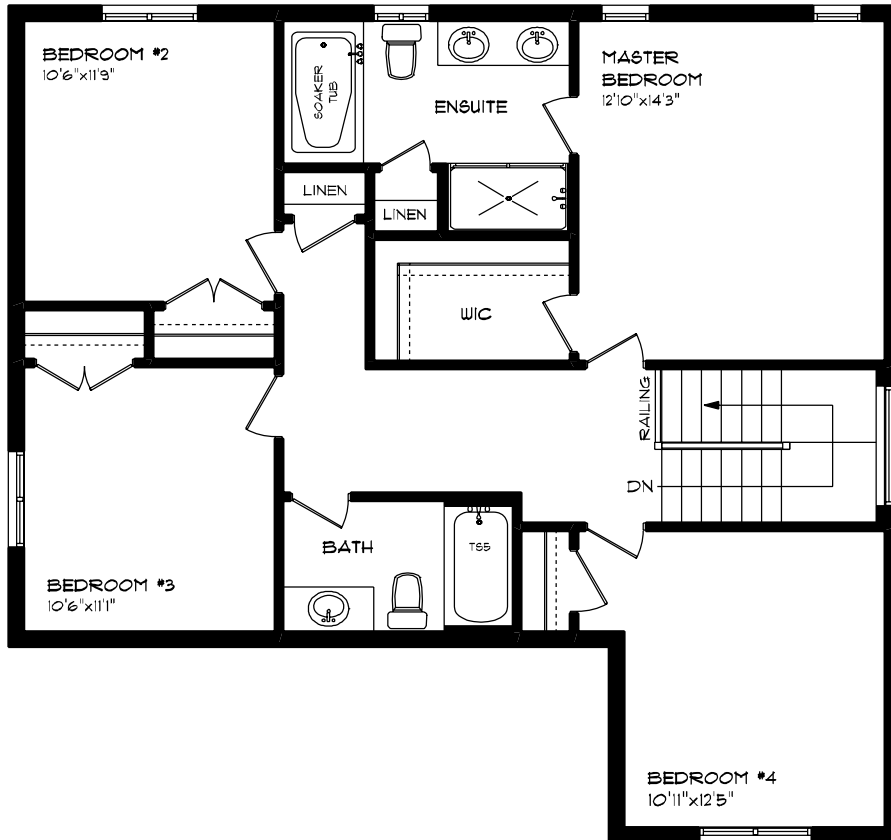 BEDROOM #2
10'6"x11'3"
SOAKER
TUB
ENSUITE
MASTER
BEDROOM
12'10"x14'3"
LINEN
LINEN
WIC
RAILING
DN
BATH
TS5
BEDROOM #3
10'6"x11'1"
BEDROOM #4
10'11"x12'5"